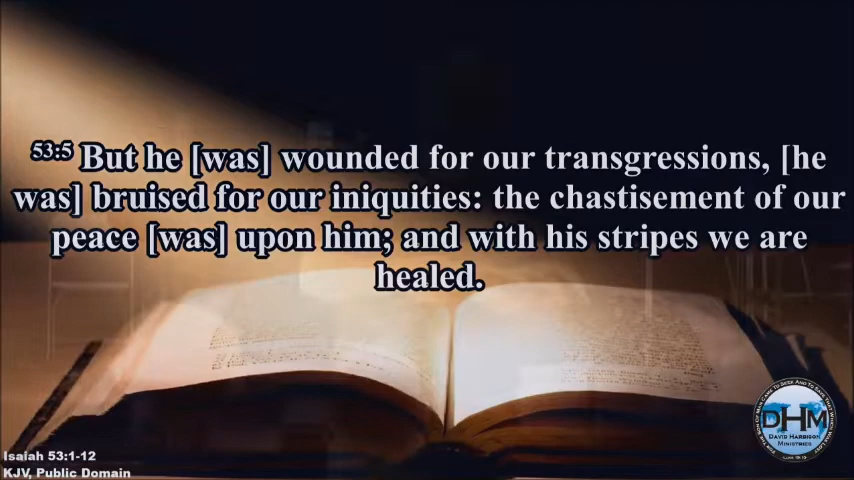 53:5 But he [was] wounded for our transgressions, [he
was] bruised for our iniquities: the chastisement of our
peace [was] upon him; and with his stripes we are
healed.
DHM
David Harbison
Ministries
Isaiah 53:1-12
KJV, Public Domain